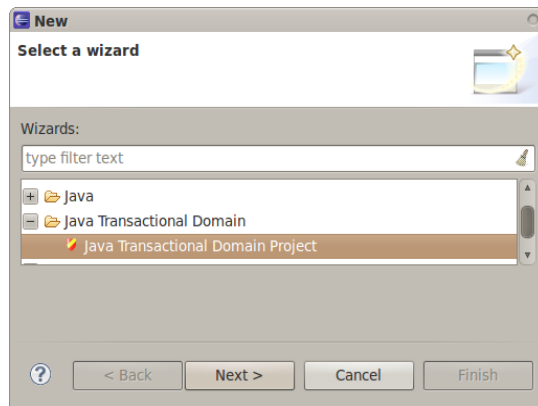 New
Select a wizard
Wizards:
type filter text
Java
Java Transactional Domain
Java Transactional Domain Project
< Back Next > Cancel Finish